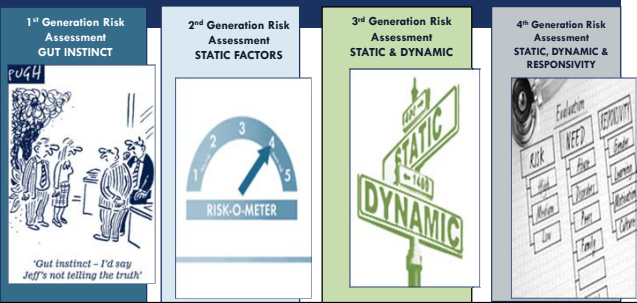 1st Generation Risk
Assessment
GUT INSTINCT
PUGH
'Gut instinct – I'd say
Jeff's not telling the truth'
2nd Generation Risk
Assessment
STATIC FACTORS
1 2 3 4 5
RISK-O-METER
3rd Generation Risk
Assessment
STATIC & DYNAMIC
STATIC
1400
DYNAMIC
4th Generation Risk
Assessment
STATIC, DYNAMIC &
RESPONSIVITY
Evaluation
RISK
High
Medium
Low
NEED
Disorders
Peers
Family
RESPONSIVITY
Gender
Motivation
Culture